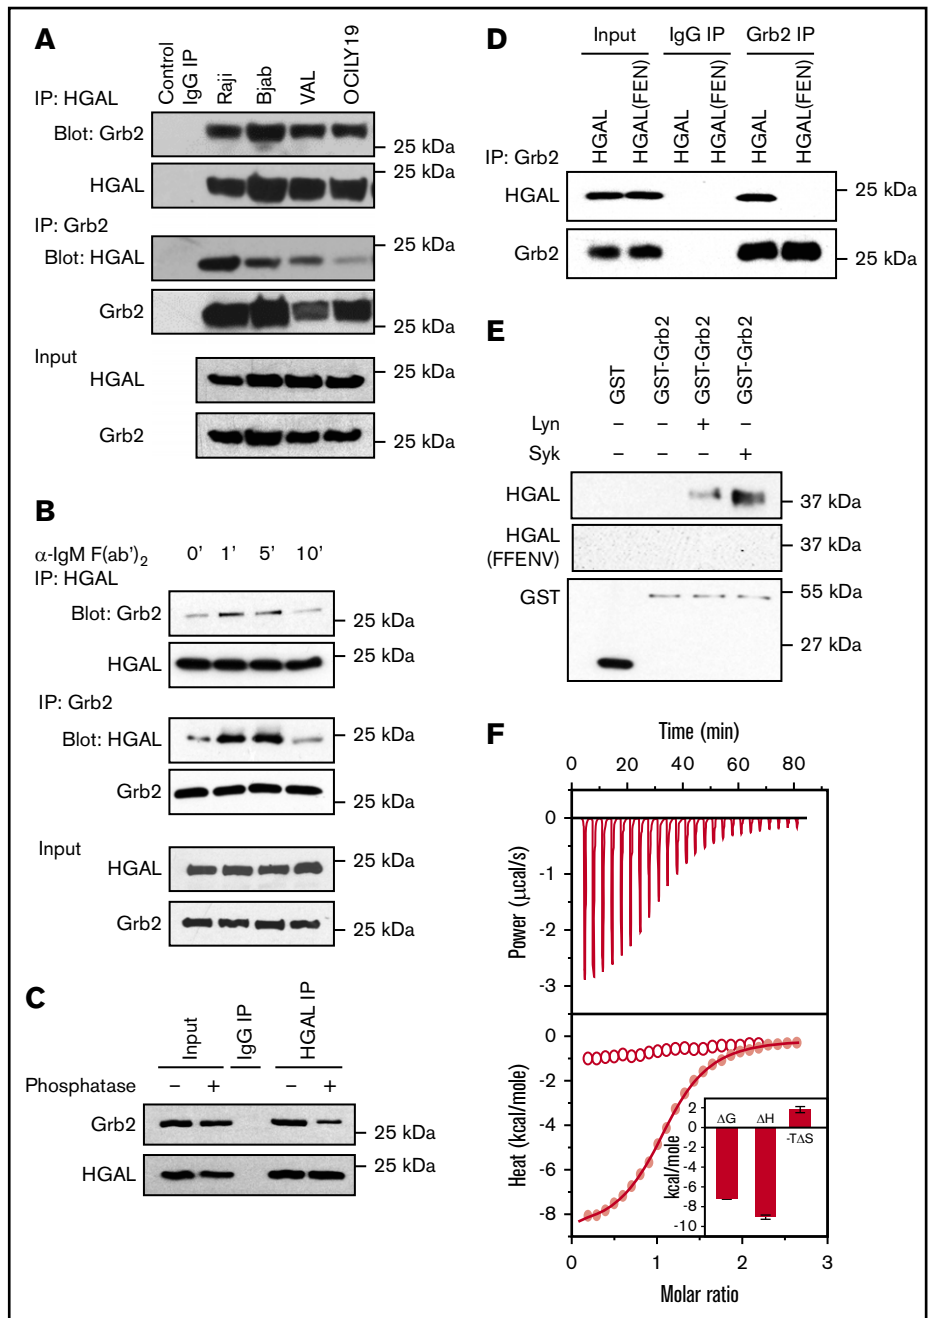 A
Control
IgG IP
Raji
Bjab
VAL
OCILY19
IP: HGAL
Blot: Grb2
25 kDa
HGAL
25 kDa
IP: Grb2
Blot: HGAL
25 kDa
Grb2
25 kDa
Input
HGAL
25 kDa
Grb2
25 kDa
B
α-IgM F(ab')2 0' 1' 5' 10'
IP: HGAL
Blot: Grb2
25 kDa
HGAL
25 kDa
IP: Grb2
Blot: HGAL
25 kDa
Grb2
25 kDa
Input
HGAL
25 kDa
Grb2
25 kDa
C
Input
IgG IP
HGAL IP
Phosphatase − + − +
Grb2
25 kDa
HGAL
25 kDa
D
Input IgG IP Grb2 IP
HGAL
HGAL(FEN)
HGAL
HGAL(FEN)
HGAL
HGAL(FEN)
IP: Grb2
HGAL
25 kDa
Grb2
25 kDa
E
GST
GST-Grb2
GST-Grb2
GST-Grb2
Lyn − − + −
Syk − − − +
HGAL
37 kDa
HGAL
(FFENV)
37 kDa
GST
55 kDa
27 kDa
F
Time (min)
0 20 40 60 80
0
-1
-2
-3
Power (µcal/s)
0
-2
-4
-6
-8
Heat (kcal/mole)
2
0
-2
-4
-6
-8
-10
kcal/mole
ΔG ΔH
-TΔS
0 1 2 3
Molar ratio